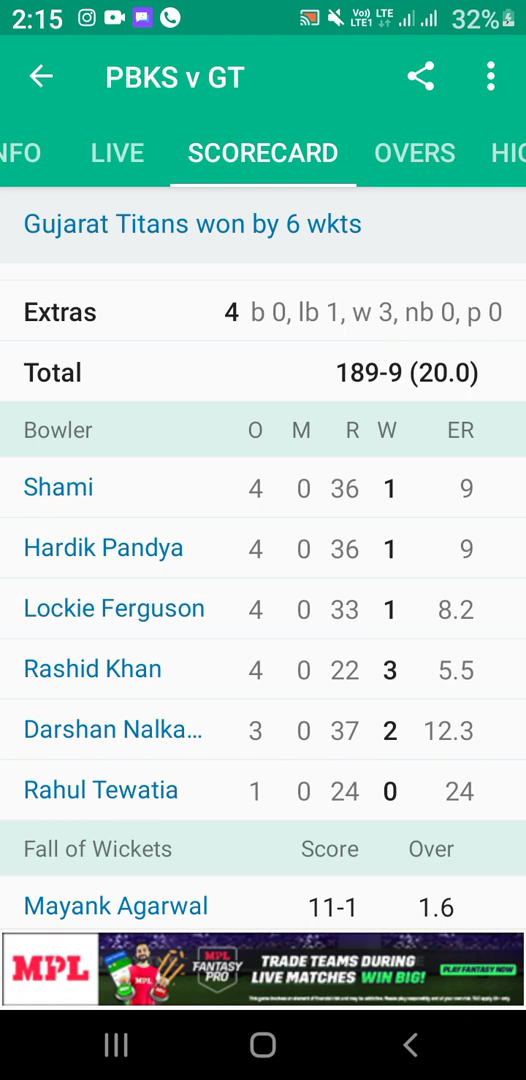 2:15 Vo)) LTE LTE1 32%
PBKS v GT
NFO LIVE SCORECARD OVERS HIG
Gujarat Titans won by 6 wkts
Extras 4 b 0, lb 1, w 3, nb 0, p 0
Total 189-9 (20.0)
Bowler O M R W ER
Shami 4 0 36 1 9
Hardik Pandya 4 0 36 1 9
Lockie Ferguson 4 0 33 1 8.2
Rashid Khan 4 0 22 3 5.5
Darshan Nalka... 3 0 37 2 12.3
Rahul Tewatia 1 0 24 0 24
Fall of Wickets Score Over
Mayank Agarwal 11-1 1.6
MPL
MPL
MPL
FANTASY
PRO
TRADE TEAMS DURING
LIVE MATCHES WIN BIG!
PLAY FANTASY NOW